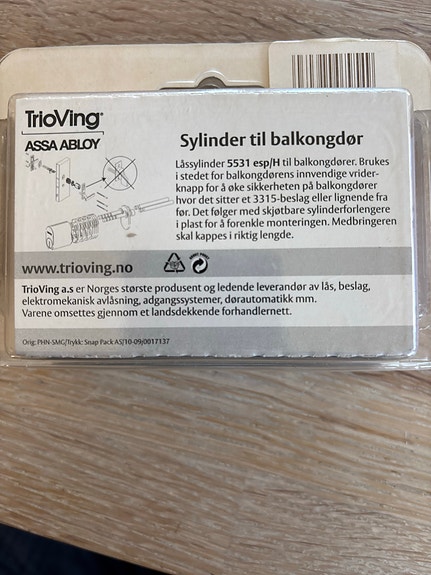 TrioVing®
ASSA ABLOY
Sylinder til balkongdør
Låssylinder 5531 esp/H til balkongdører. Brukes
i stedet for balkongdørens innvendige vrider-
knapp for å øke sikkerheten på balkongdører
hvor det sitter et 3315-beslag eller lignende fra
før. Det følger med skjøtbare sylinderforlengere
i plast for å forenkle monteringen. Medbringeren
skal kappes i riktig lengde.
www.trioving.no
TrioVing a.s er Norges største produsent og ledende leverandør av lås, beslag,
elektromekanisk avlåsning, adgangssystemer, dørautomatikk mm.
Varene omsettes gjennom et landsdekkende forhandlernett.
Orig: PHN-SMG/Trykk: Snap Pack AS/10-09/0017137